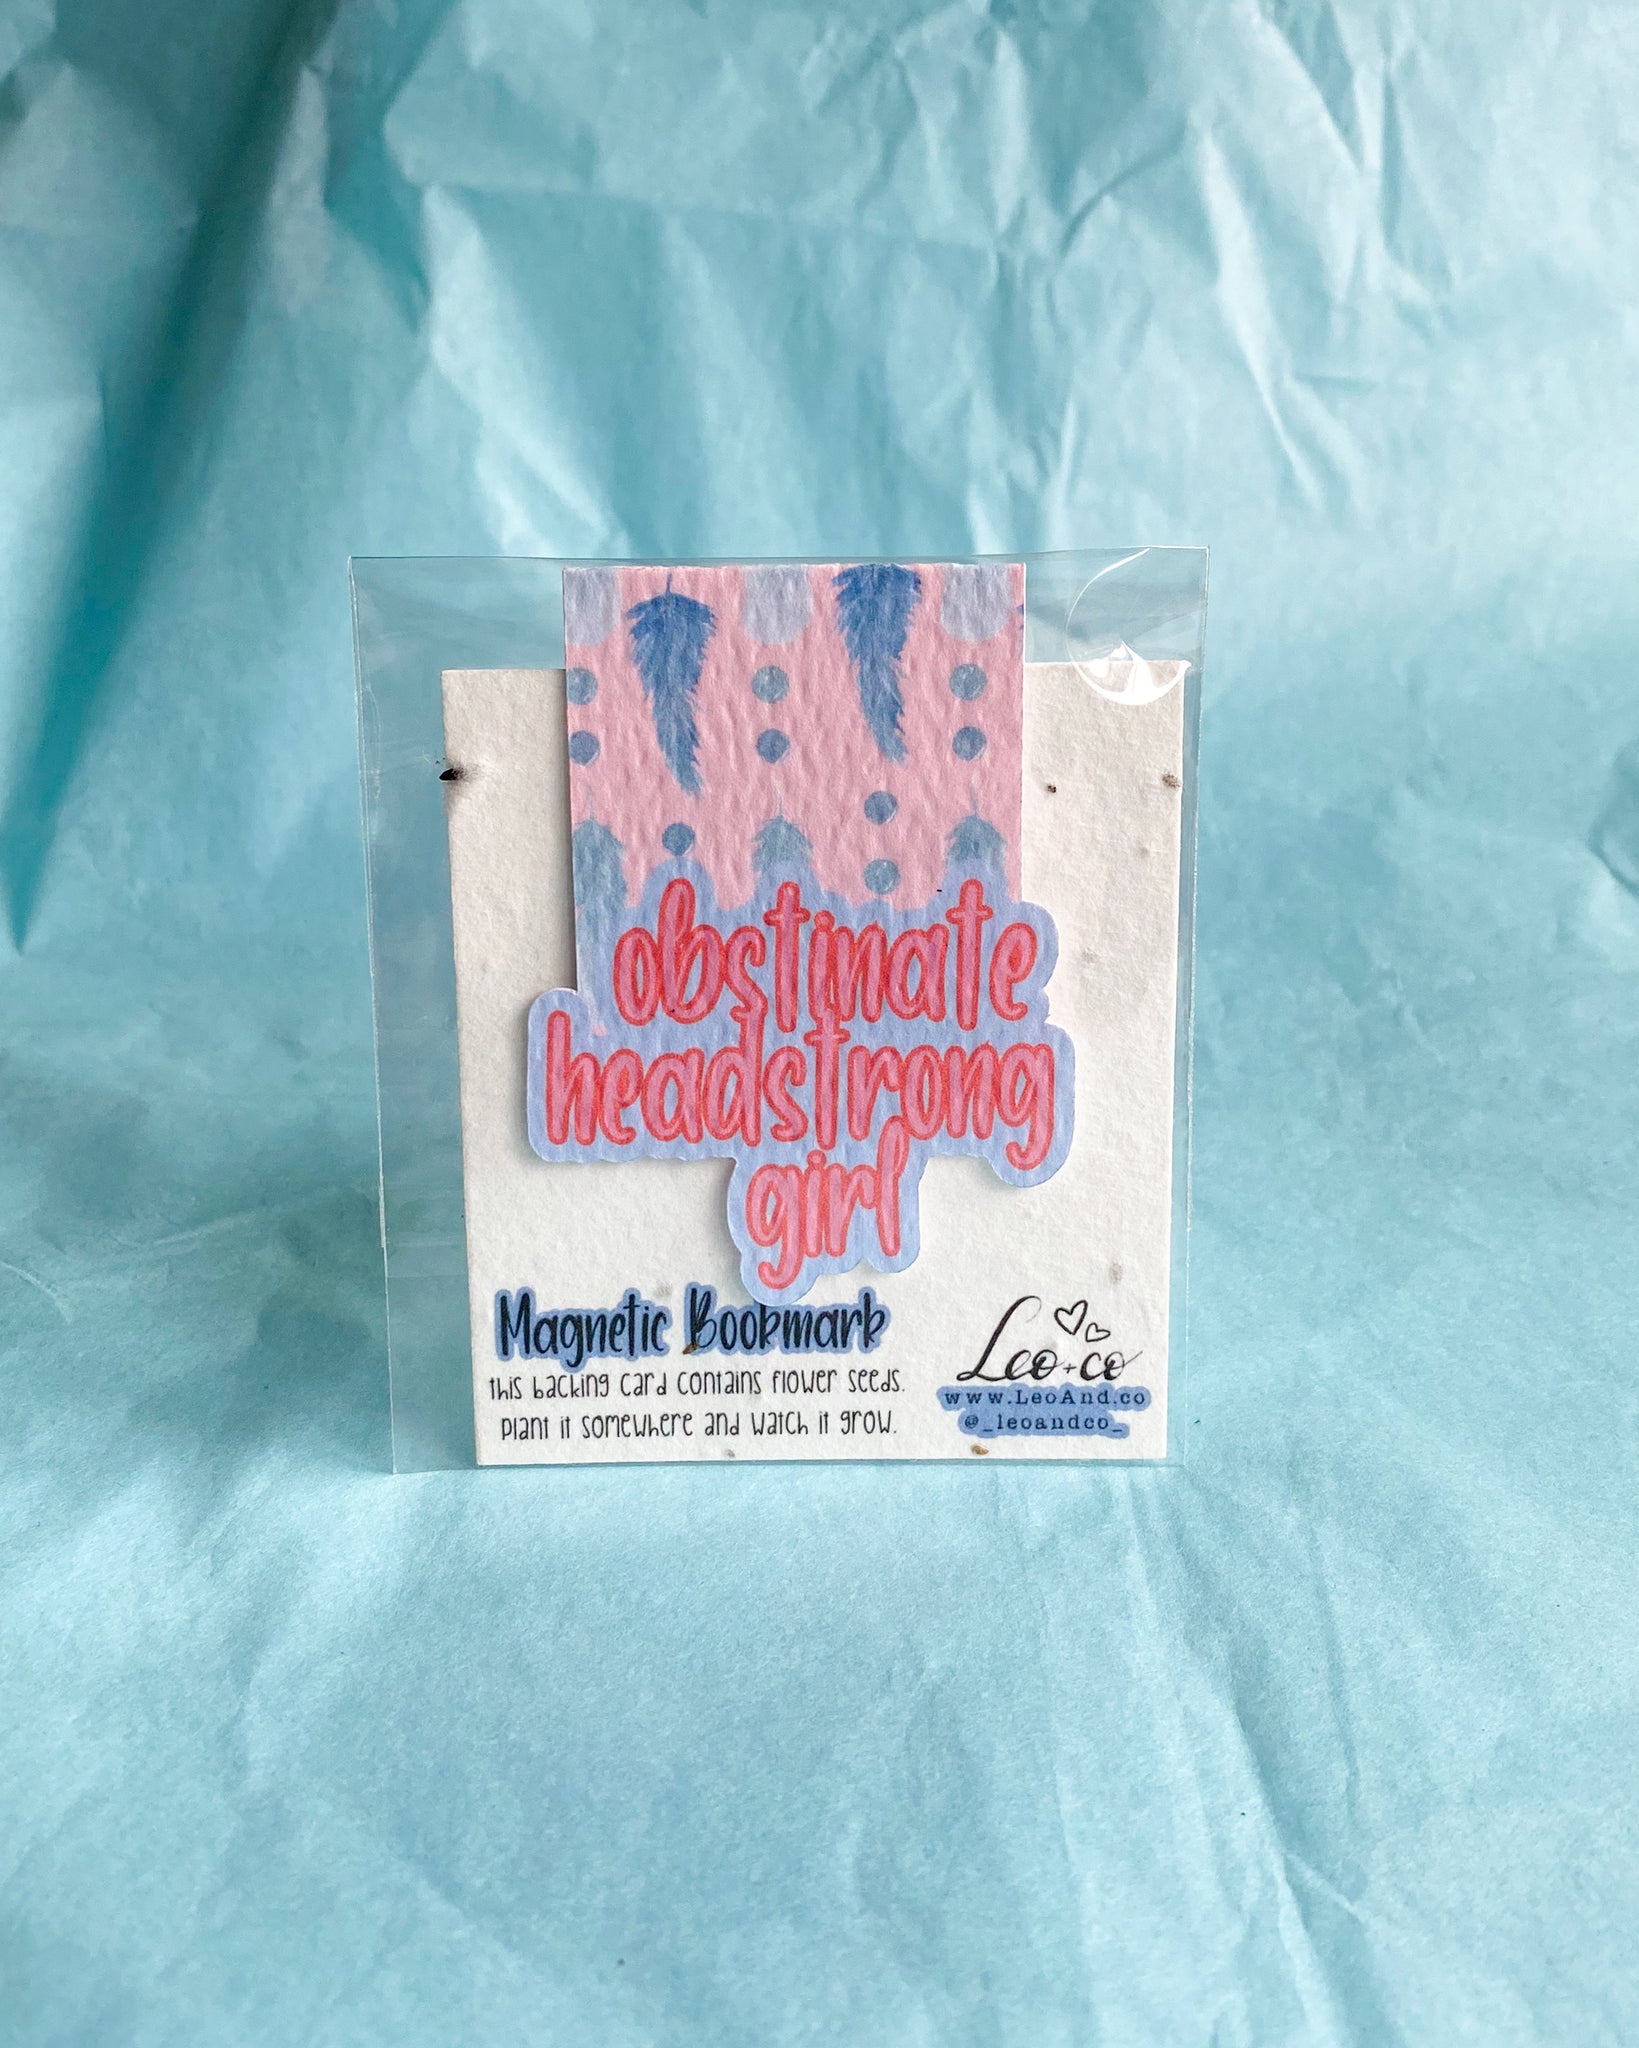 obstinate
headstrong
girl
Magnetic Bookmark
this backing card contains flower seeds.
Plant it somewhere and watch it grow.
Leo+co
www.LeoAnd.co
@_leoandco_